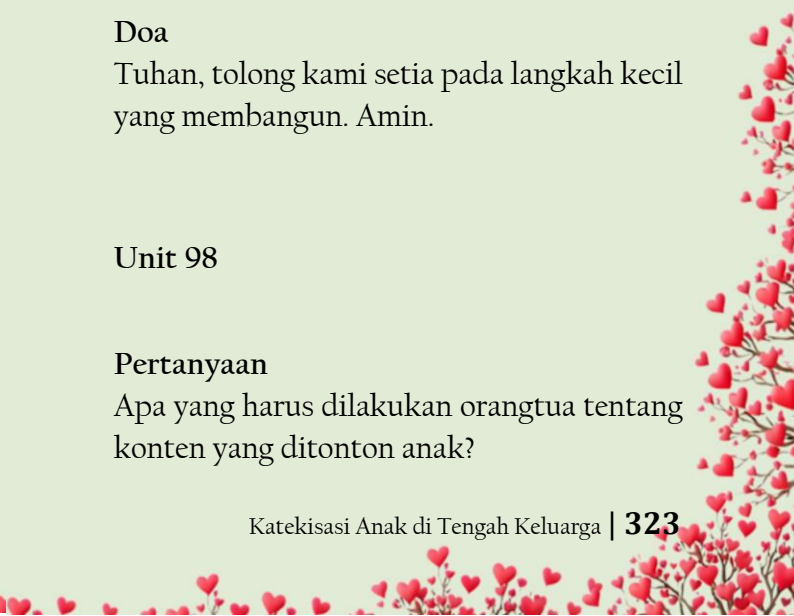 Doa
Tuhan, tolong kami setia pada langkah kecil
yang membangun. Amin.
Unit 98
Pertanyaan
Apa yang harus dilakukan orangtua tentang
konten yang ditonton anak?
Katekisasi Anak di Tengah Keluarga | 323